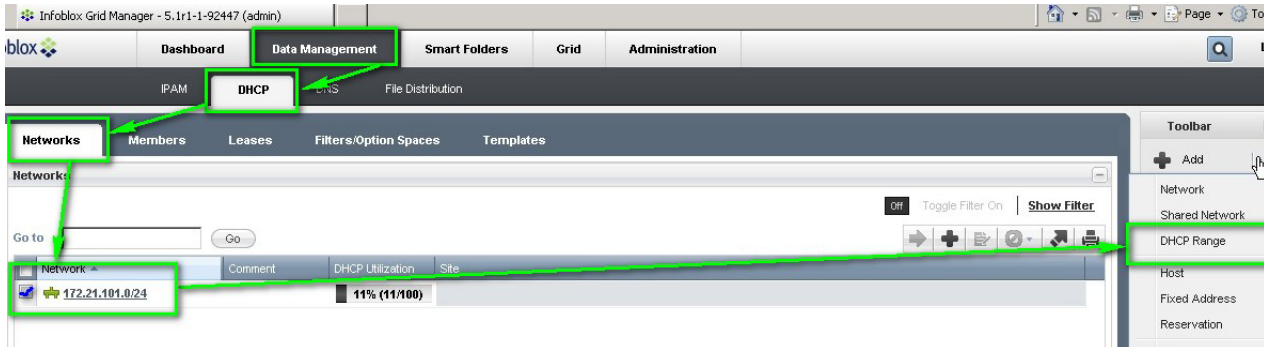 Infoblox Grid Manager - 5.1r1-1-92447 (admin)
Page
To
blox
Dashboard Data Management Smart Folders Grid Administration
IPAM DHCP DNS File Distribution
Networks Members Leases Filters/Option Spaces Templates
Toolbar
Add
Networks
Off Toggle Filter On Show Filter
Go to Go
Network Comment DHCP Utilization Site
172.21.101.0/24 11% (11/100)
Network
Shared Network
DHCP Range
Host
Fixed Address
Reservation